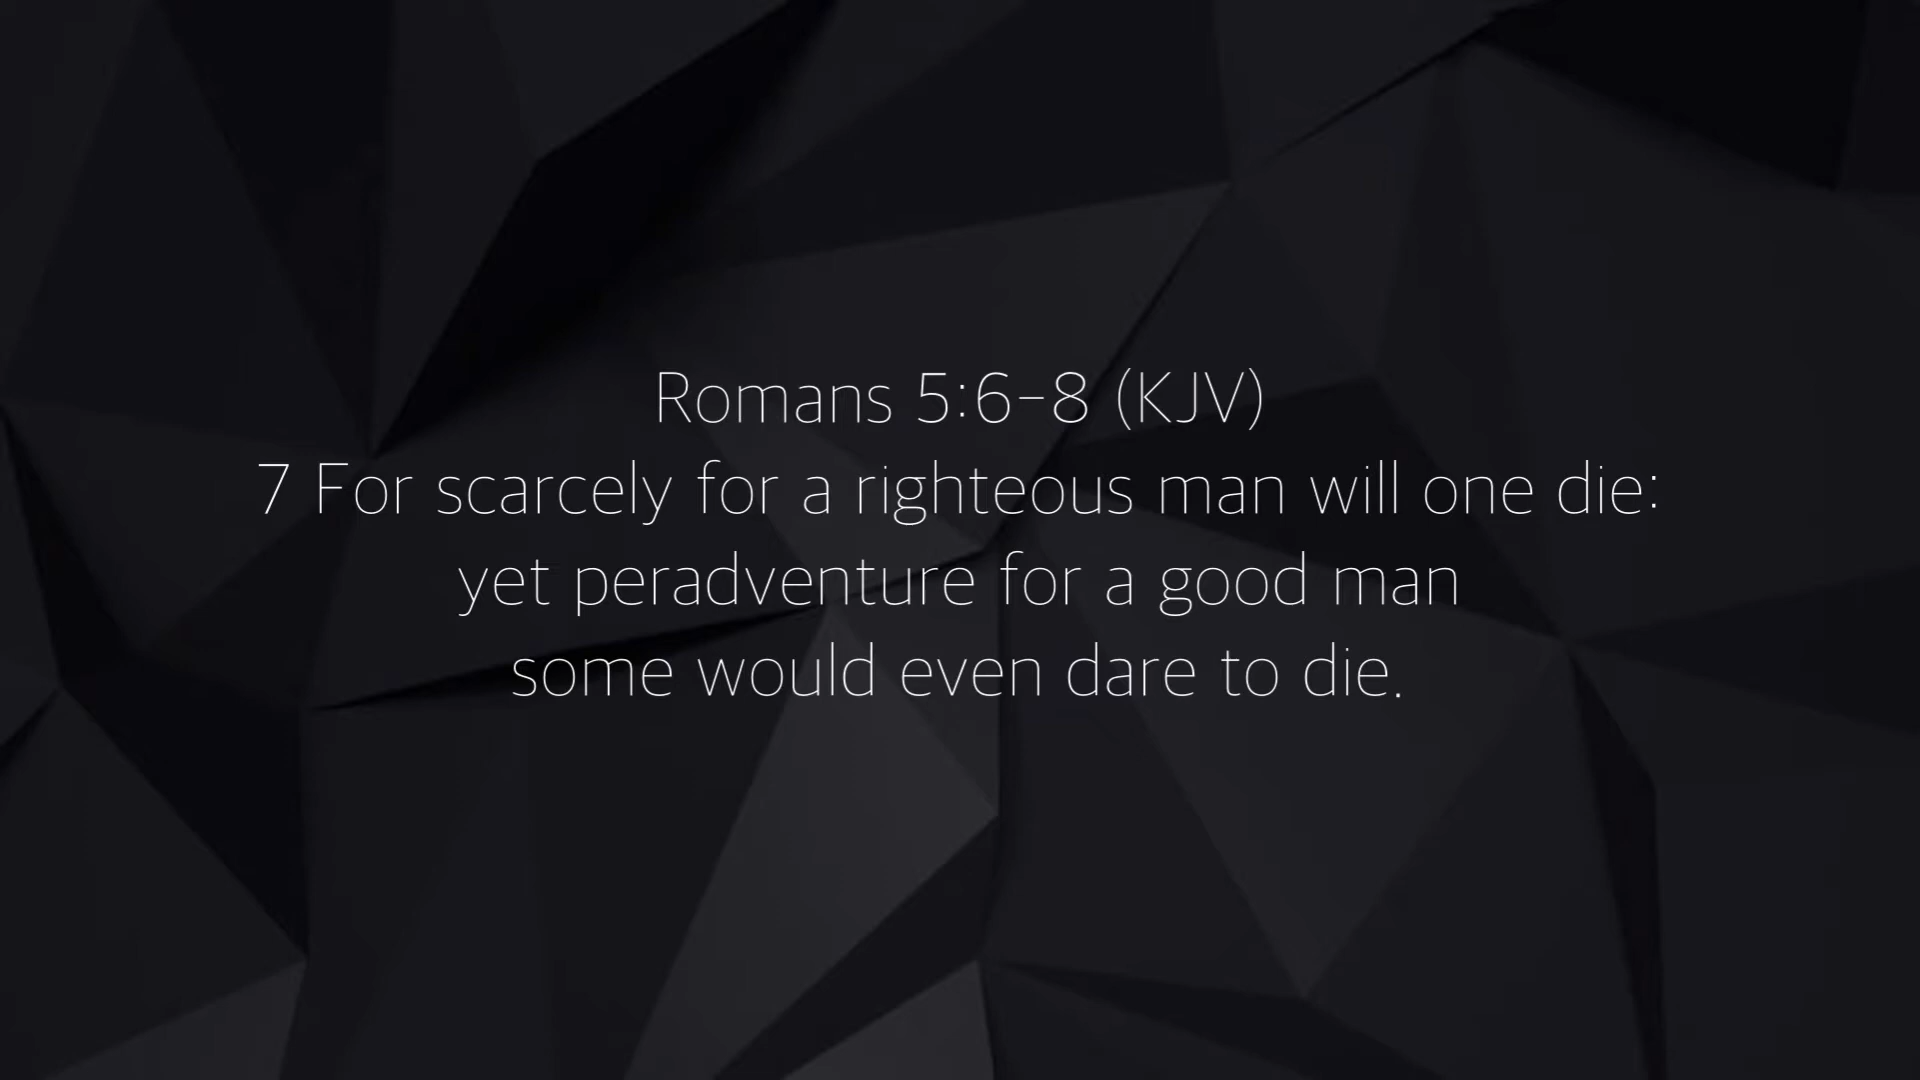 Romans 5:6-8 (KJV)
7 For scarcely for a righteous man will one die:
yet peradventure for a good man
some would even dare to die.